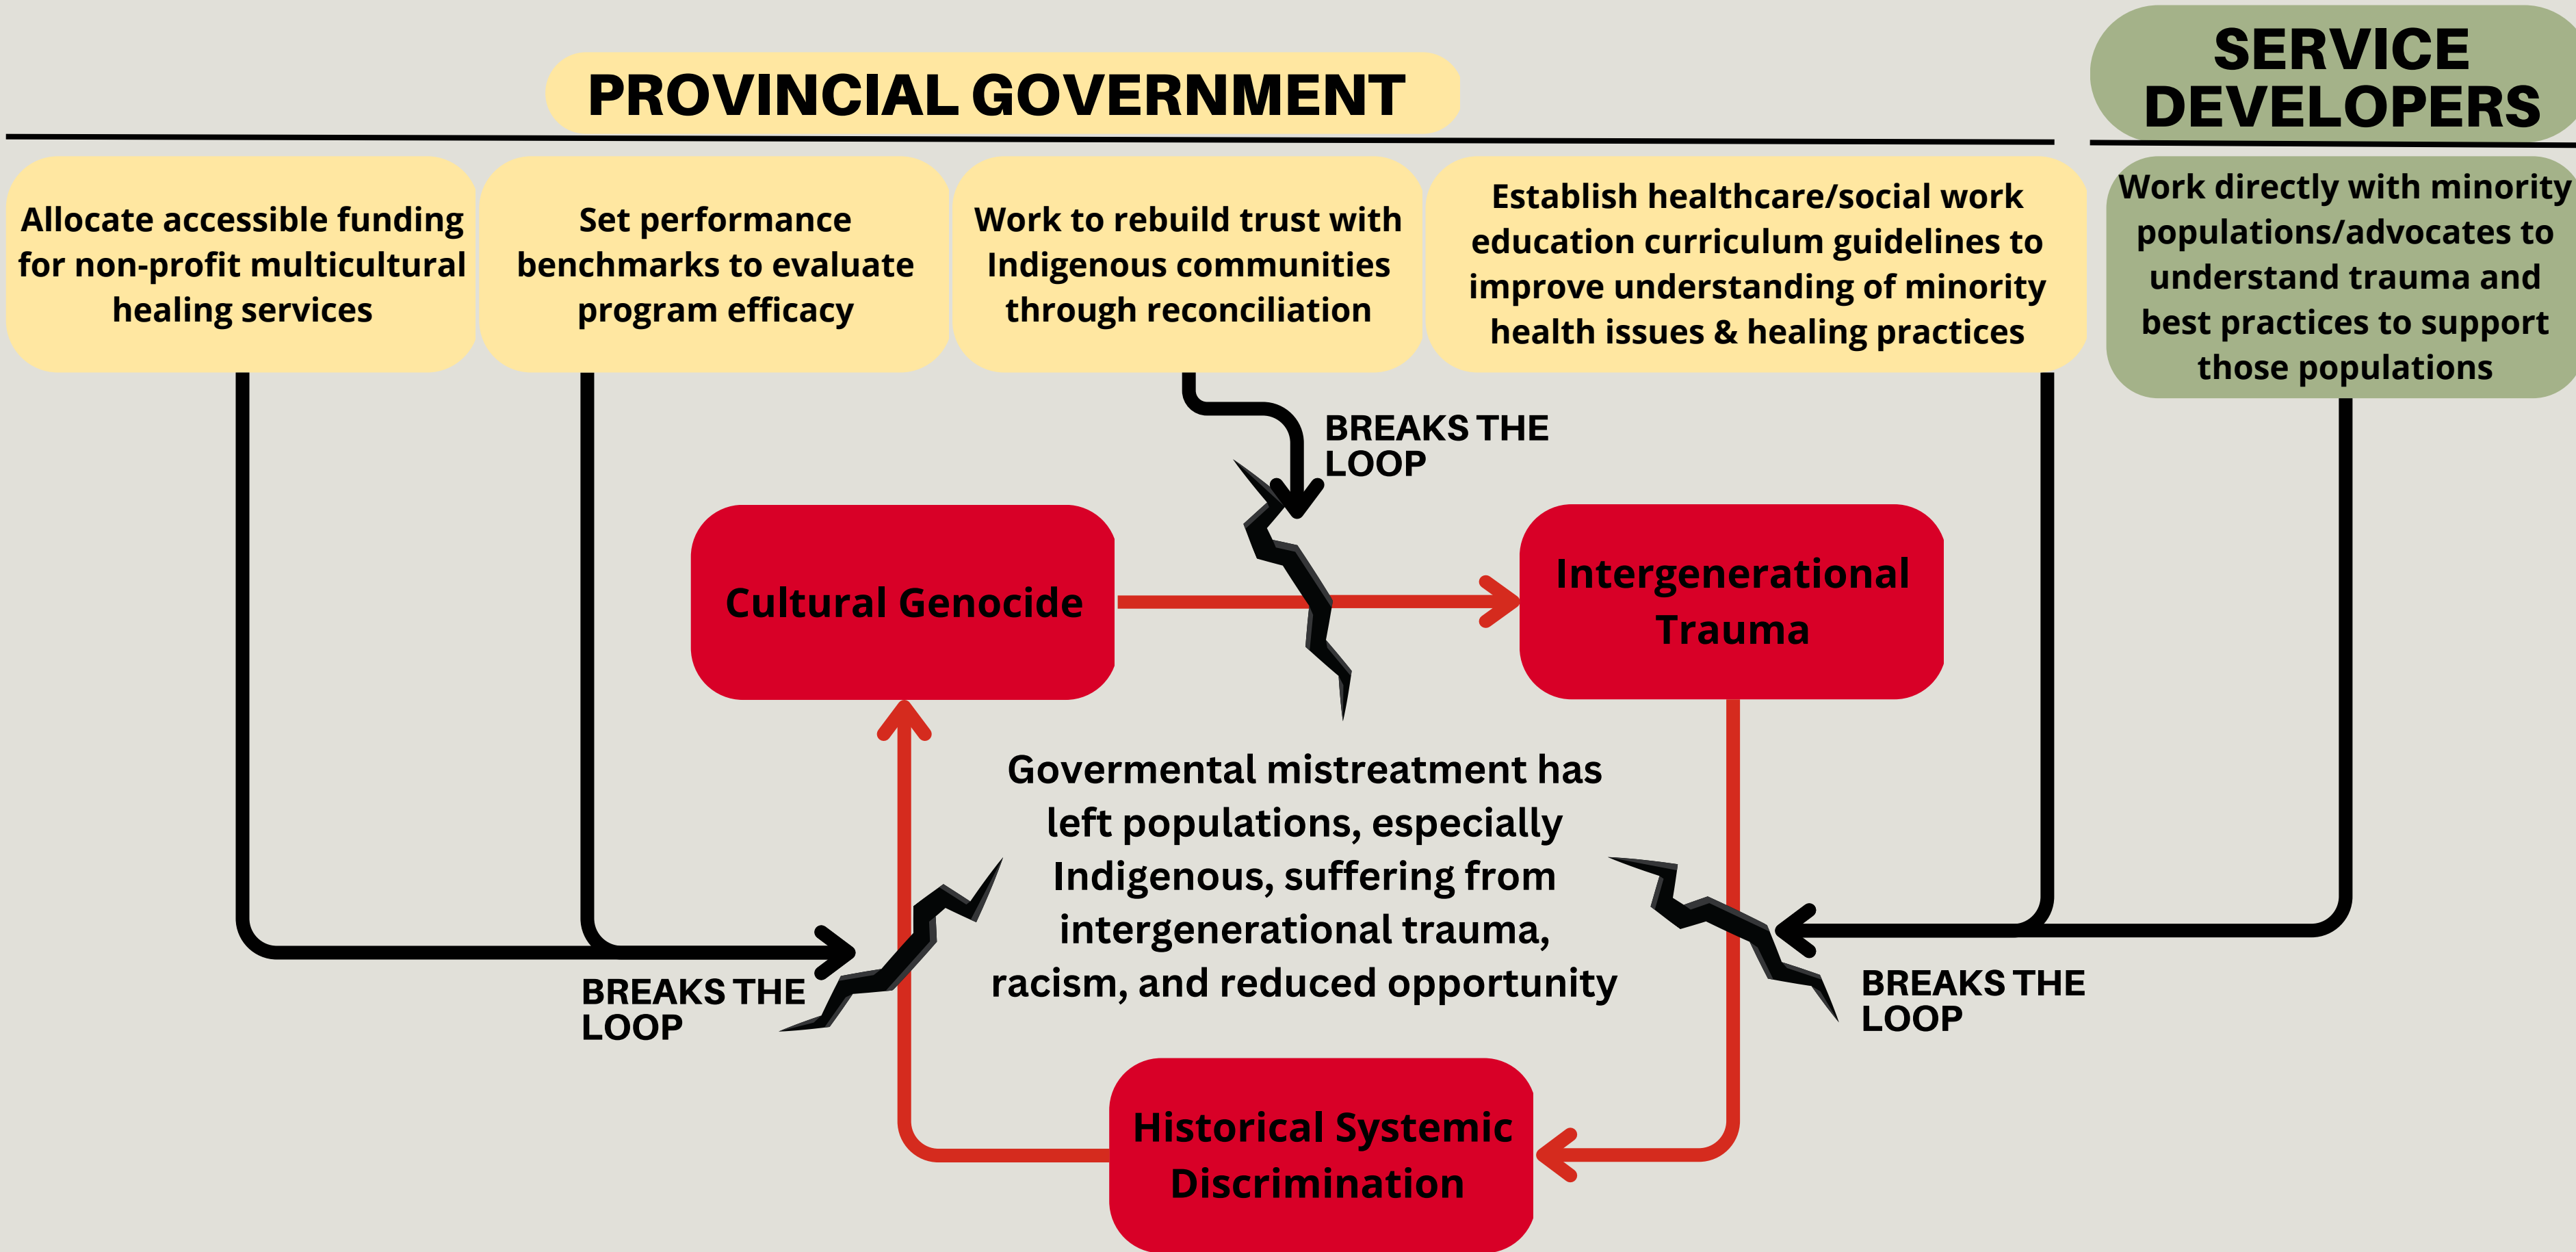 PROVINCIAL GOVERNMENT
SERVICE
DEVELOPERS
Allocate accessible funding
for non-profit multicultural
healing services
Set performance
benchmarks to evaluate
program efficacy
Work to rebuild trust with
Indigenous communities
through reconciliation
Establish healthcare/social work
education curriculum guidelines to
improve understanding of minority
health issues & healing practices
Work directly with minority
populations/advocates to
understand trauma and
best practices to support
those populations
BREAKS THE
LOOP
Cultural Genocide
Intergenerational
Trauma
Govermental mistreatment has
left populations, especially
Indigenous, suffering from
intergenerational trauma,
racism, and reduced opportunity
BREAKS THE
LOOP
BREAKS THE
LOOP
Historical Systemic
Discrimination